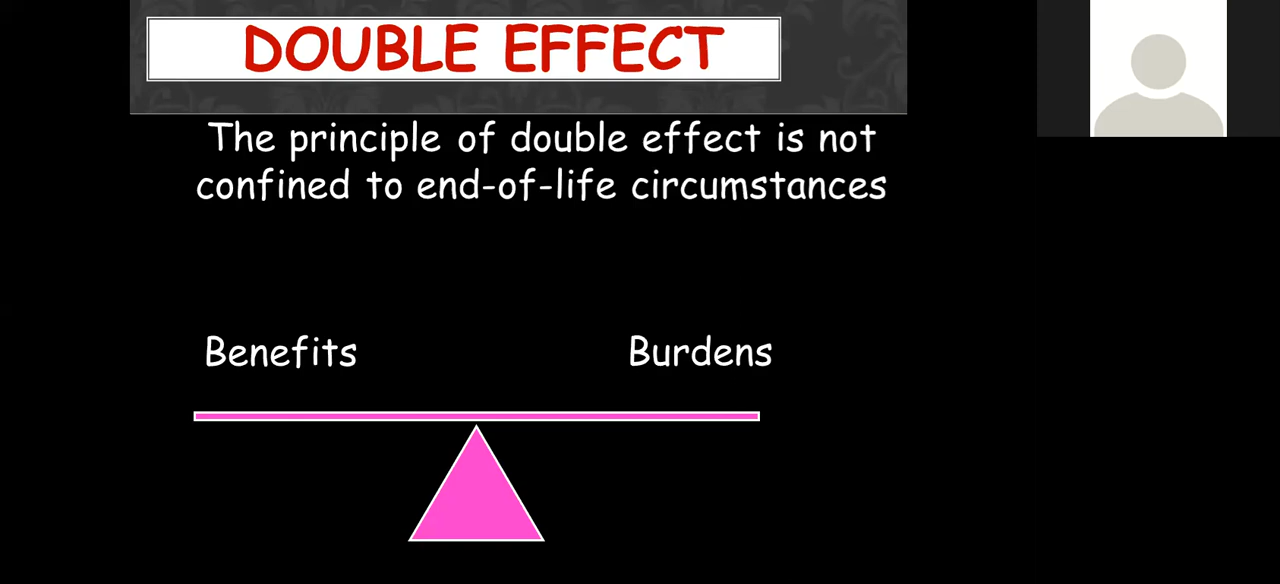 DOUBLE EFFECT
The principle of double effect is not
confined to end-of-life circumstances
Benefits
Burdens